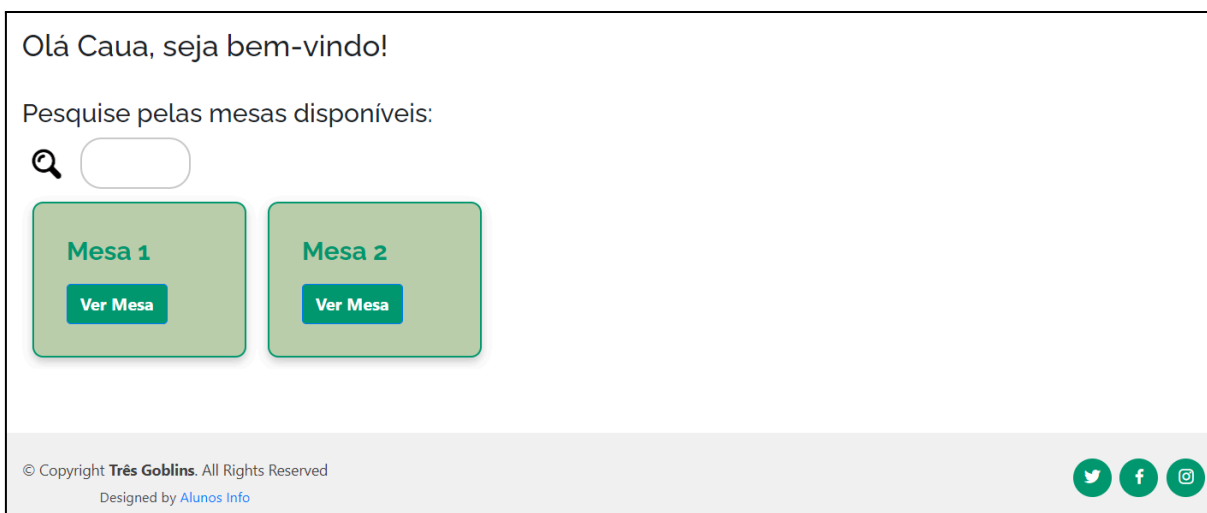 Olá Caua, seja bem-vindo!
Pesquise pelas mesas disponíveis:
Mesa 1
Mesa 2
Ver Mesa
Ver Mesa
© Copyright Três Goblins. All Rights Reserved
Designed by Alunos Info